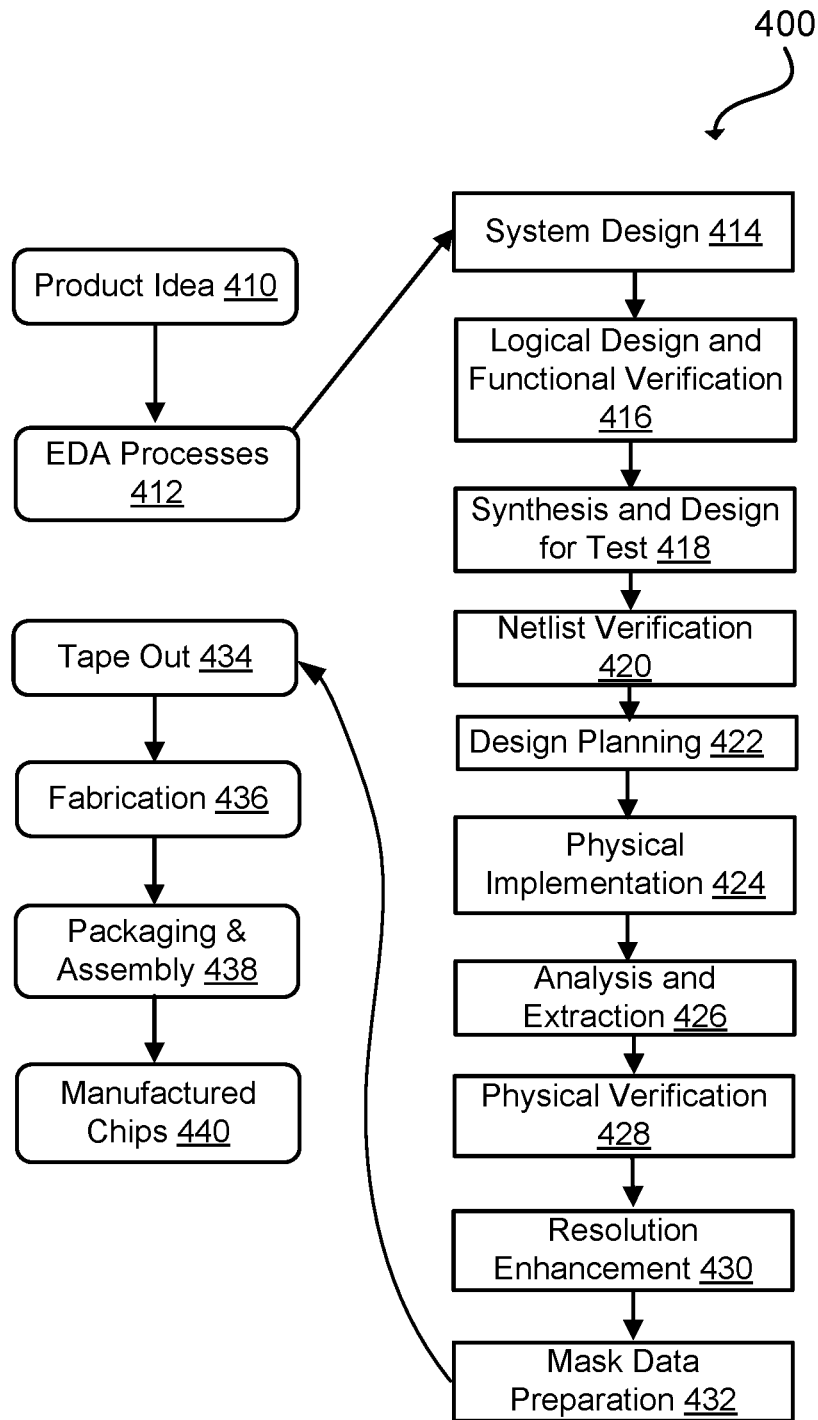 400
Product Idea 410
EDA Processes
412
System Design 414
Logical Design and
Functional Verification
416
Synthesis and Design
for Test 418
Netlist Verification
420
Design Planning 422
Physical
Implementation 424
Analysis and
Extraction 426
Physical Verification
428
Resolution
Enhancement 430
Mask Data
Preparation 432
Tape Out 434
Fabrication 436
Packaging &
Assembly 438
Manufactured
Chips 440